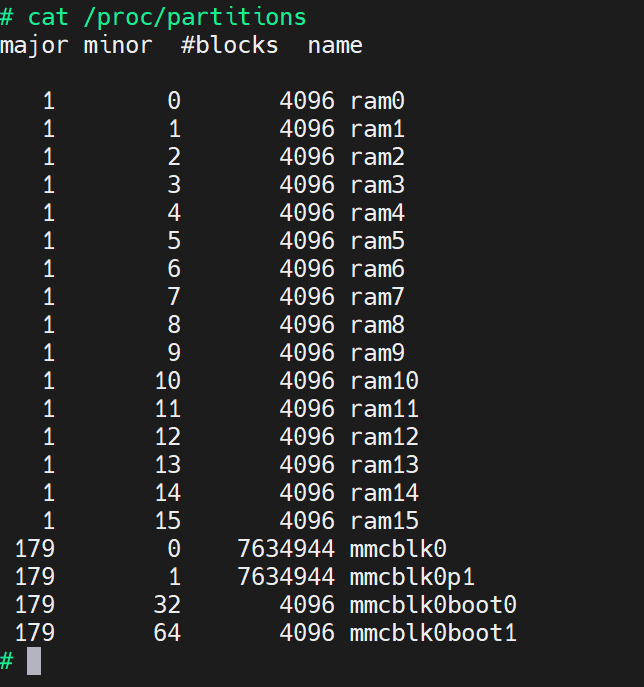 # cat /proc/partitions
major minor  #blocks  name
   1        0       4096 ram0
   1        1       4096 ram1
   1        2       4096 ram2
   1        3       4096 ram3
   1        4       4096 ram4
   1        5       4096 ram5
   1        6       4096 ram6
   1        7       4096 ram7
   1        8       4096 ram8
   1        9       4096 ram9
   1       10       4096 ram10
   1       11       4096 ram11
   1       12       4096 ram12
   1       13       4096 ram13
   1       14       4096 ram14
   1       15       4096 ram15
 179        0    7634944 mmcblk0
 179        1    7634944 mmcblk0p1
 179       32       4096 mmcblk0boot0
 179       64       4096 mmcblk0boot1
#